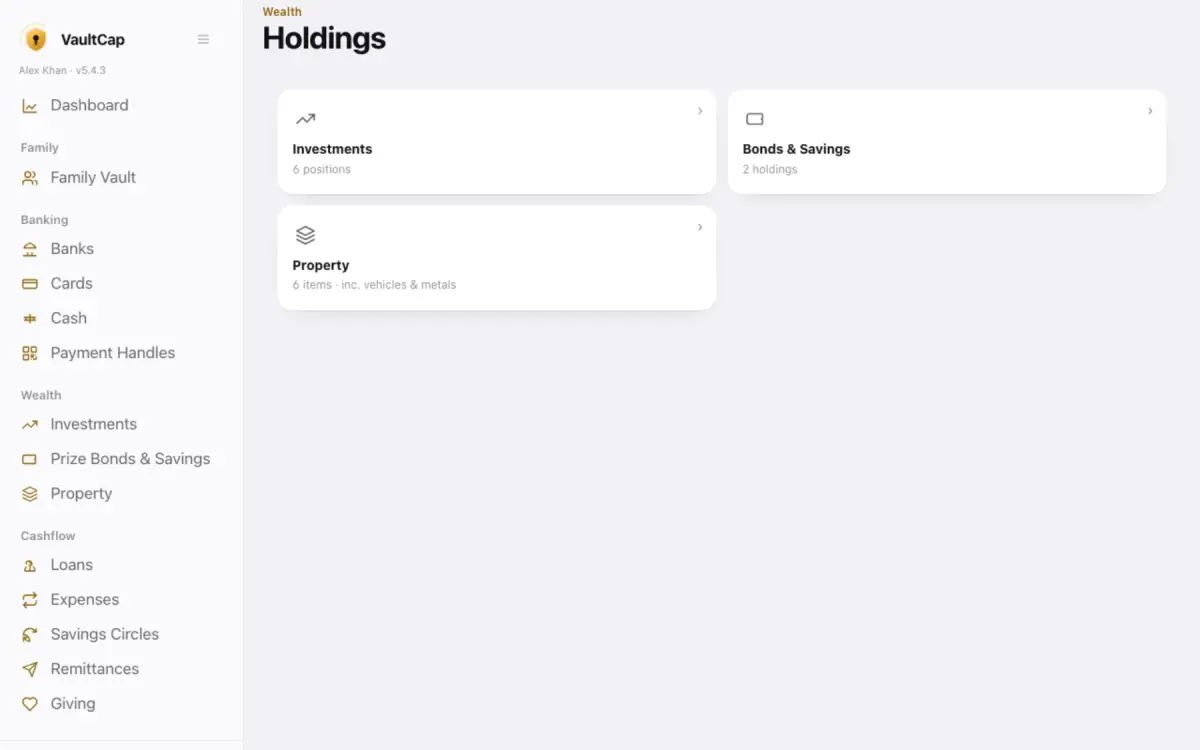 VaultCap
Alex Khan · v5.4.3
Dashboard
Family
Family Vault
Banking
Banks
Cards
Cash
Payment Handles
Wealth
Investments
Prize Bonds & Savings
Property
Cashflow
Loans
Expenses
Savings Circles
Remittances
Giving
Wealth
Holdings
Investments
6 positions
Bonds & Savings
2 holdings
Property
6 items · inc. vehicles & metals